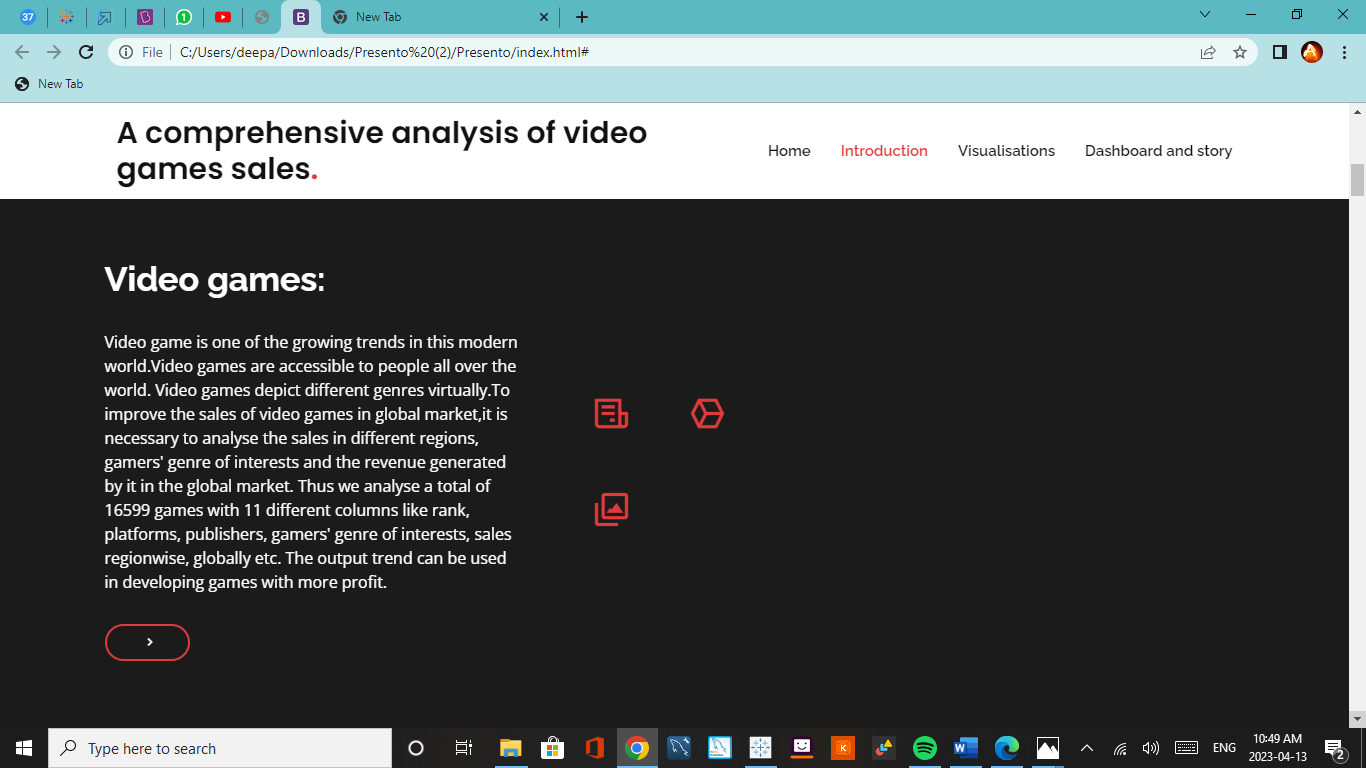 37
1
B
New Tab
File
C:/Users/deepa/Downloads/Presento%20(2)/Presento/index.html#
New Tab
A comprehensive analysis of video
games sales.
Home Introduction Visualisations Dashboard and story
Video games:
Video game is one of the growing trends in this modern
world.Video games are accessible to people all over the
world. Video games depict different genres virtually.To
improve the sales of video games in global market,it is
necessary to analyse the sales in different regions,
gamers' genre of interests and the revenue generated
by it in the global market. Thus we analyse a total of
16599 games with 11 different columns like rank,
platforms, publishers, gamers' genre of interests, sales
regionwise, globally etc. The output trend can be used
in developing games with more profit.
Type here to search
K
W
ENG
10:49 AM
2023-04-13
2